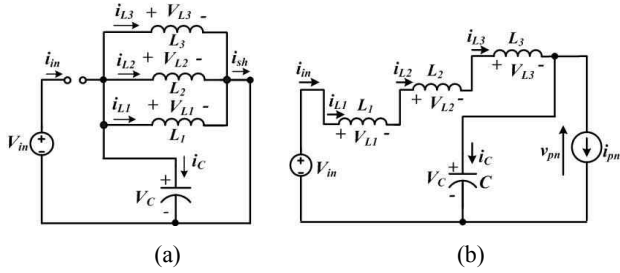 i_L3 + V_L3 -
L_3
i_in
i_L2 + V_L2 -
L_2
i_sh
i_L1 + V_L1 -
L_1
V_in
+
-
i_C
V_C
+
-
(a)
i_in
i_L1
L_1
+ V_L1 -
i_L2
L_2
+ V_L2 -
i_L3
L_3
+ V_L3 -
V_in
+
-
i_C
V_C
+
-
C
v_pn
i_pn
(b)